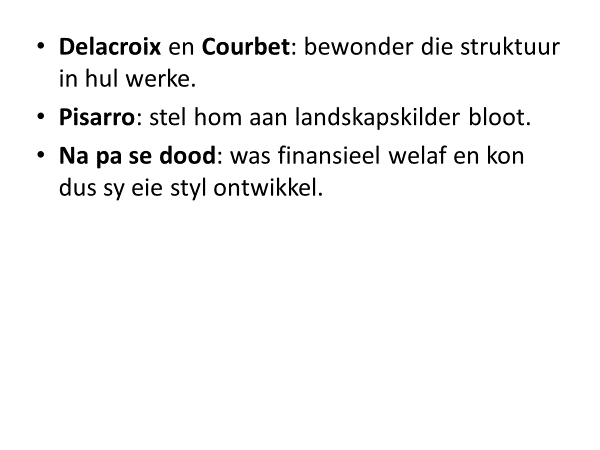 • Delacroix en Courbet: bewonder die struktuur
in hul werke.
• Pisarro: stel hom aan landskapskilder bloot.
• Na pa se dood: was finansieel welaf en kon
dus sy eie styl ontwikkel.